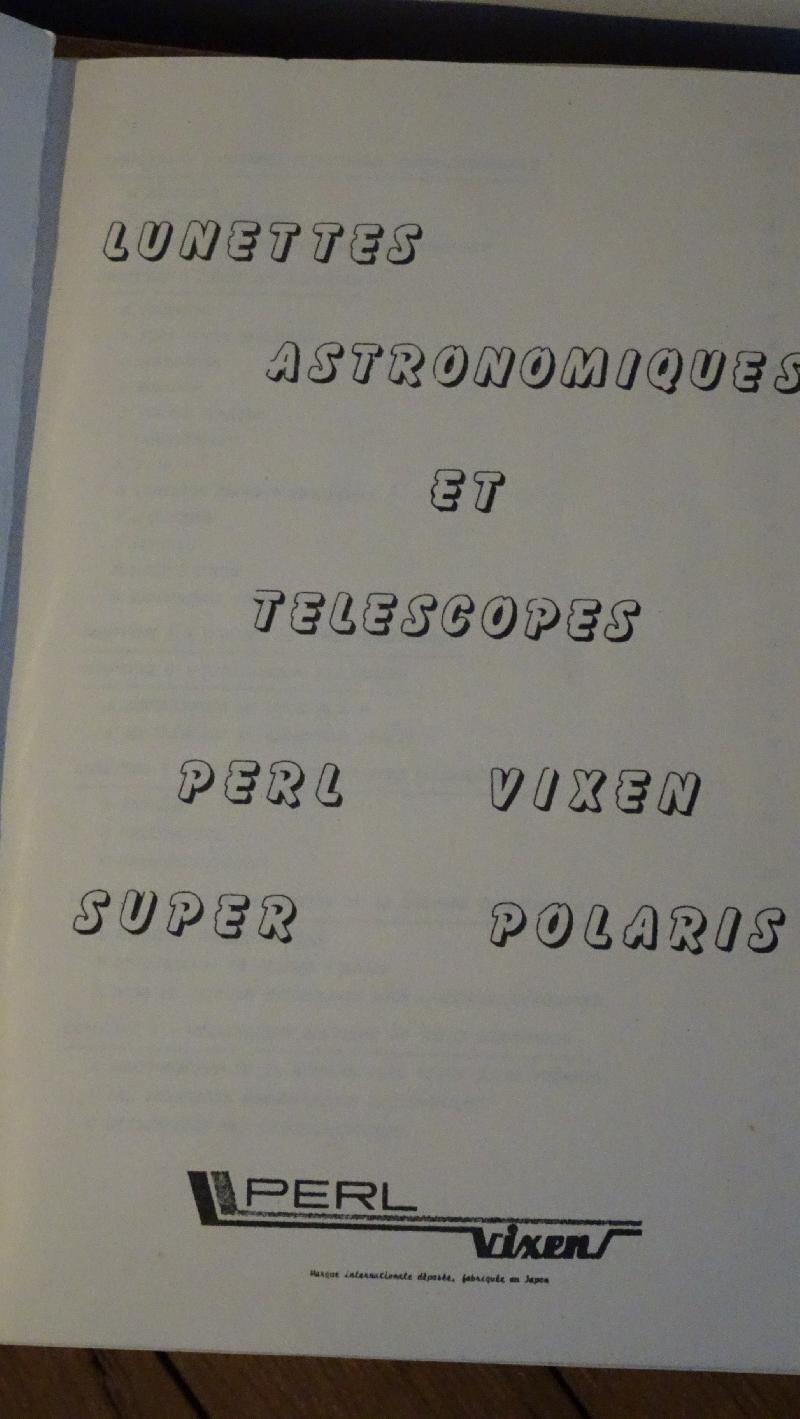 LUNETTES
ASTRONOMIQUES
ET
TELESCOPES
PERL VIXEN
SUPER POLARIS
PERL
Vixen
Marque internationale déposée, fabriquée au Japon